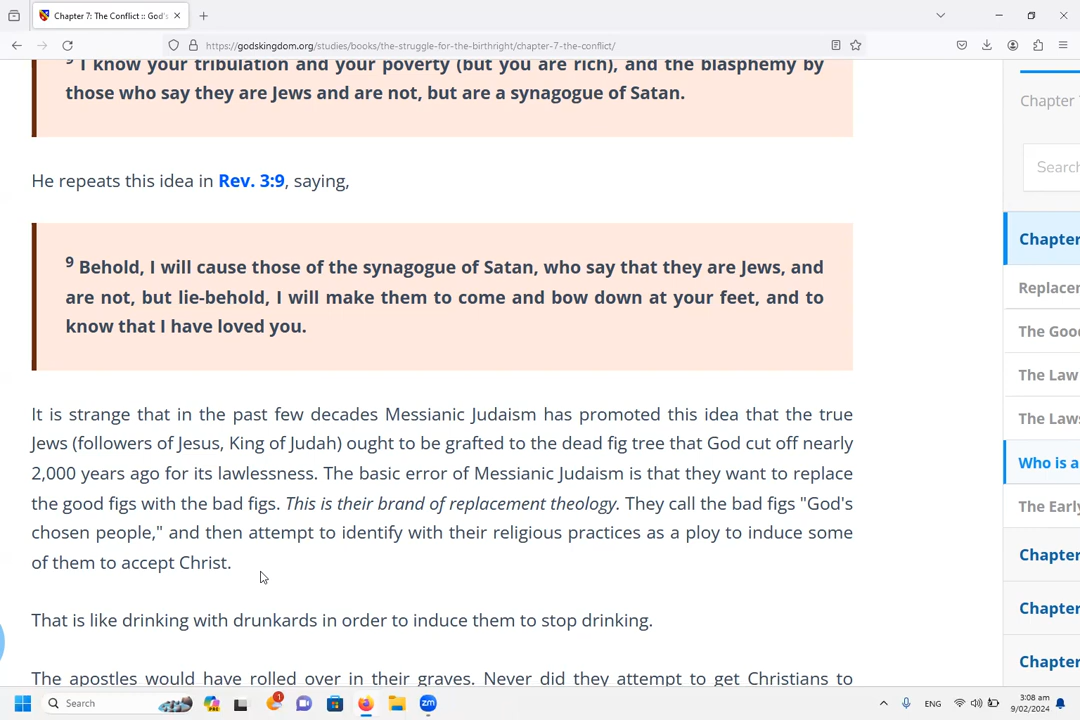 Chapter 7: The Conflict :: God's
https://godskingdom.org/studies/books/the-struggle-for-the-birthright/chapter-7-the-conflict/
9 I know your tribulation and your poverty (but you are rich), and the blasphemy by
those who say they are Jews and are not, but are a synagogue of Satan.
He repeats this idea in Rev. 3:9, saying,
9 Behold, I will cause those of the synagogue of Satan, who say that they are Jews, and
are not, but lie-behold, I will make them to come and bow down at your feet, and to
know that I have loved you.
It is strange that in the past few decades Messianic Judaism has promoted this idea that the true
Jews (followers of Jesus, King of Judah) ought to be grafted to the dead fig tree that God cut off nearly
2,000 years ago for its lawlessness. The basic error of Messianic Judaism is that they want to replace
the good figs with the bad figs. This is their brand of replacement theology. They call the bad figs "God's
chosen people," and then attempt to identify with their religious practices as a ploy to induce some
of them to accept Christ.
That is like drinking with drunkards in order to induce them to stop drinking.
The apostles would have rolled over in their graves. Never did they attempt to get Christians to
Chapter
Search
Chapter
Replacen
The Good
The Law
The Laws
Who is a
The Early
Chapter
Chapter
Chapter
Search
1
zm
ENG
3:08 am
9/02/2024